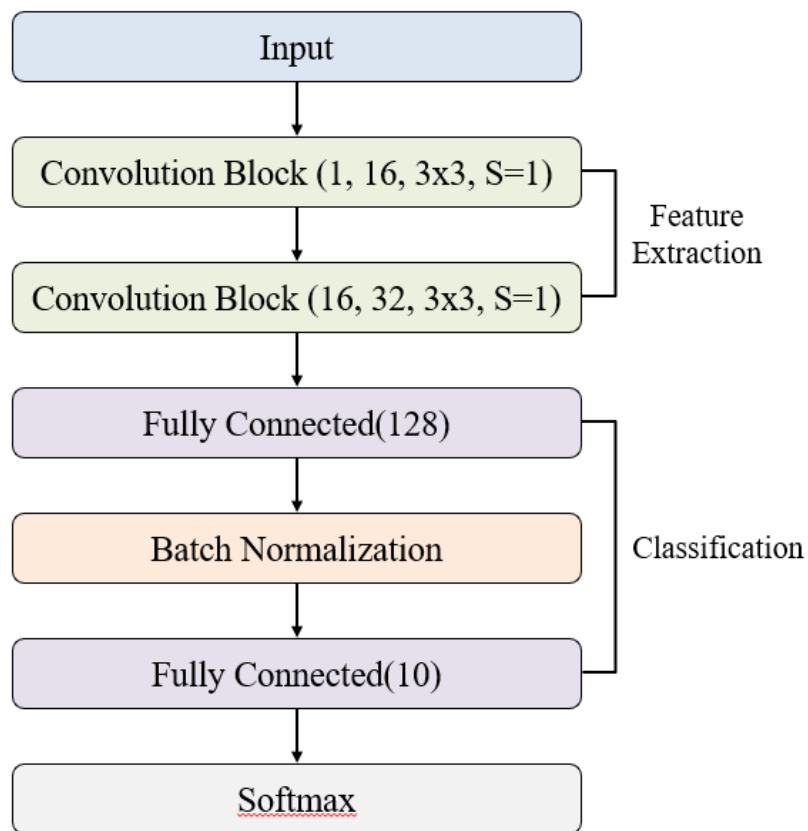 Input
Convolution Block (1, 16, 3x3, S=1)
Feature
Extraction
Convolution Block (16, 32, 3x3, S=1)
Fully Connected(128)
Batch Normalization
Classification
Fully Connected(10)
Softmax